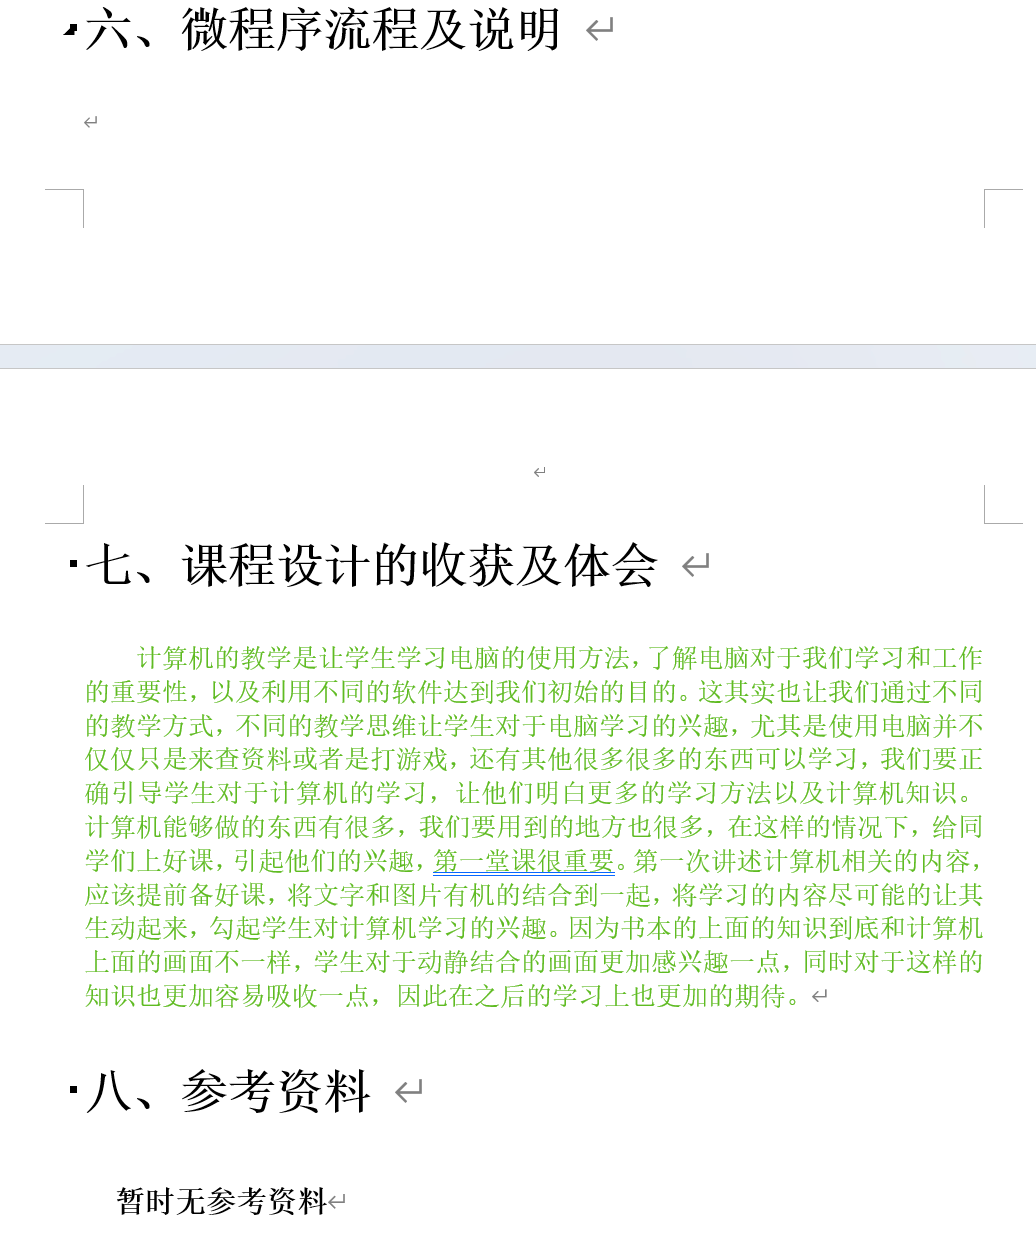 六、微程序流程及说明
七、课程设计的收获及体会
计算机的教学是让学生学习电脑的使用方法，了解电脑对于我们学习和工作
的重要性，以及利用不同的软件达到我们初始的目的。这其实也让我们通过不同
的教学方式，不同的教学思维让学生对于电脑学习的兴趣，尤其是使用电脑并不
仅仅只是来查资料或者是打游戏，还有其他很多很多的东西可以学习，我们要正
确引导学生对于计算机的学习，让他们明白更多的学习方法以及计算机知识。
计算机能够做的东西有很多，我们要用到的地方也很多，在这样的情况下，给同
学们上好课，引起他们的兴趣，第一堂课很重要。第一次讲述计算机相关的内容，
应该提前备好课，将文字和图片有机的结合到一起，将学习的内容尽可能的让其
生动起来，勾起学生对计算机学习的兴趣。因为书本的上面的知识到底和计算机
上面的画面不一样，学生对于动静结合的画面更加感兴趣一点，同时对于这样的
知识也更加容易吸收一点，因此在之后的学习上也更加的期待。
八、参考资料
暂时无参考资料